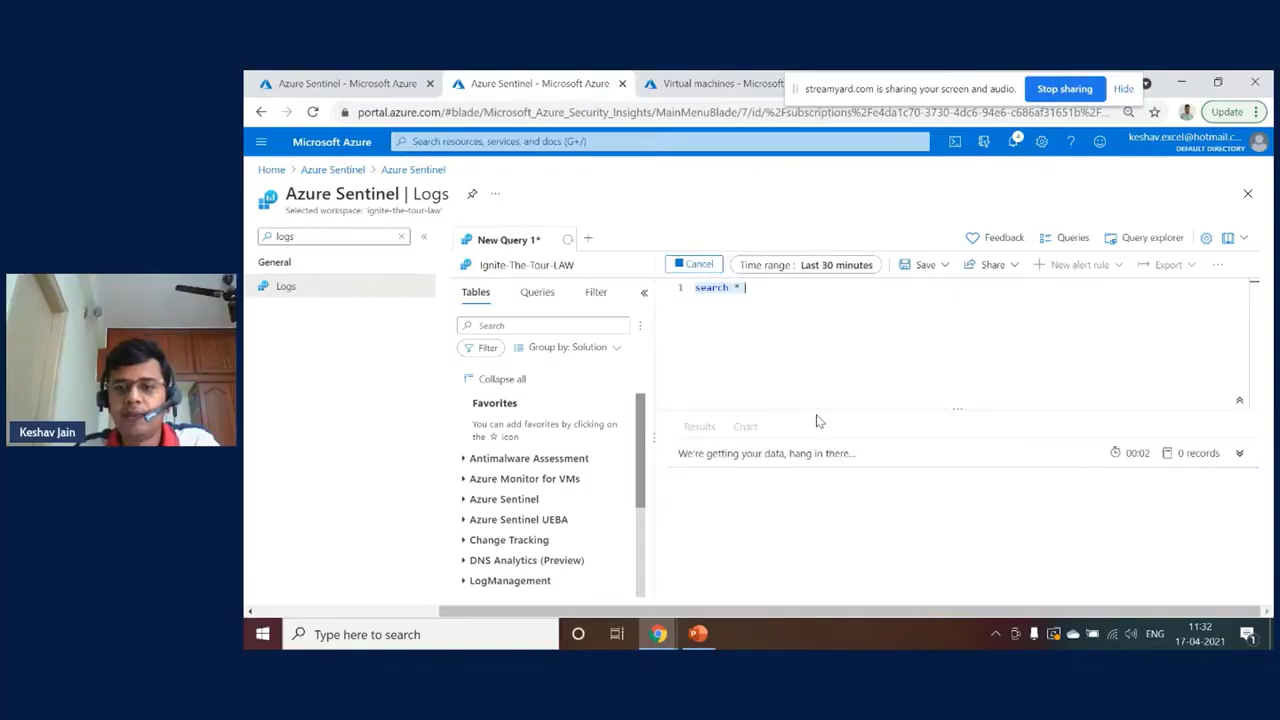 Azure Sentinel - Microsoft Azure
Azure Sentinel - Microsoft Azure
Virtual machines - Microsoft
streamyard.com is sharing your screen and audio.
Stop sharing
Hide
portal.azure.com/#blade/Microsoft_Azure_Security_Insights/MainMenuBlade/7/id/%2Fsubscriptions%2Fe4da1c70-3730-4dc6-94e6-c686af31651b%2F...
Update
Microsoft Azure
Search resources, services, and docs (G+/)
4
keshav.excel@hotmail.c...
DEFAULT DIRECTORY
Home > Azure Sentinel > Azure Sentinel
Azure Sentinel | Logs
Selected workspace: 'ignite-the-tour-law'
logs
General
Logs
New Query 1*
Feedback
Queries
Query explorer
Ignite-The-Tour-LAW
Cancel
Time range : Last 30 minutes
Save
Share
New alert rule
Export
Tables
Queries
Filter
1 search *
Search
Filter
Group by: Solution
Collapse all
Favorites
You can add favorites by clicking on
the ☆ icon
Antimalware Assessment
Azure Monitor for VMs
Azure Sentinel
Azure Sentinel UEBA
Change Tracking
DNS Analytics (Preview)
LogManagement
Results
Chart
We're getting your data, hang in there...
00:02
0 records
Keshav Jain
Type here to search
ENG
11:32
17-04-2021
1